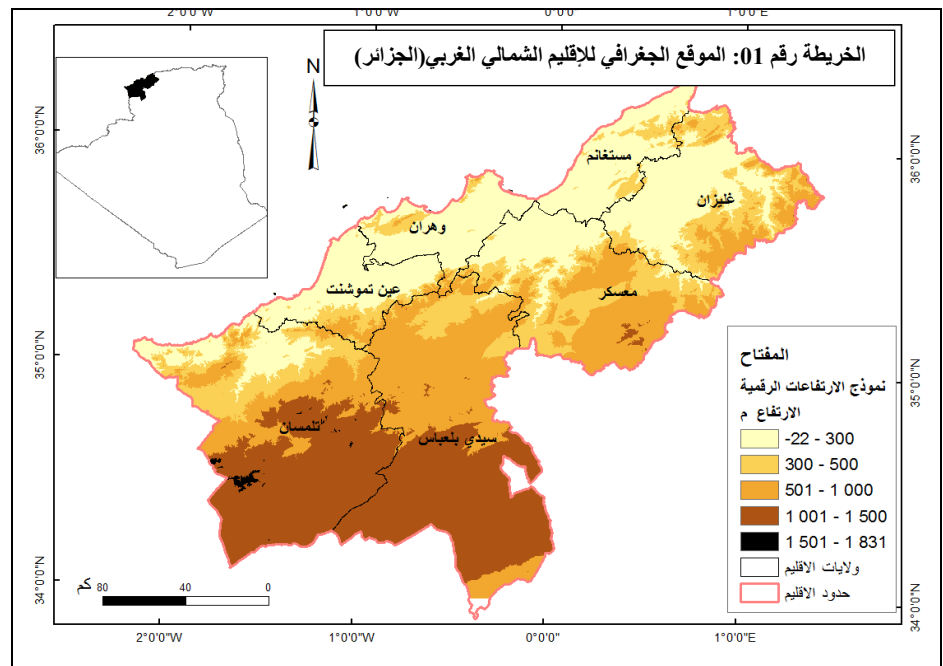 2°0'0"W 1°0'0"W 0°0'0" 1°0'0"E
الخريطة رقم 01: الموقع الجغرافي للإقليم الشمالي الغربي(الجزائر)
N
36°0'0"N
36°0'0"N
مستغانم
غليزان
وهران
عين تموشنت
معسكر
35°0'0"N
35°0'0"N
تلمسان
سيدي بلعباس
المفتاح
نموذج الارتفاعات الرقمية
الارتفاع م
-22 - 300
300 - 500
501 - 1 000
1 001 - 1 500
1 501 - 1 831
ولايات الاقليم
حدود الاقليم
34°0'0"N
34°0'0"N
كم 80 40 0
2°0'0"W 1°0'0"W 0°0'0" 1°0'0"E